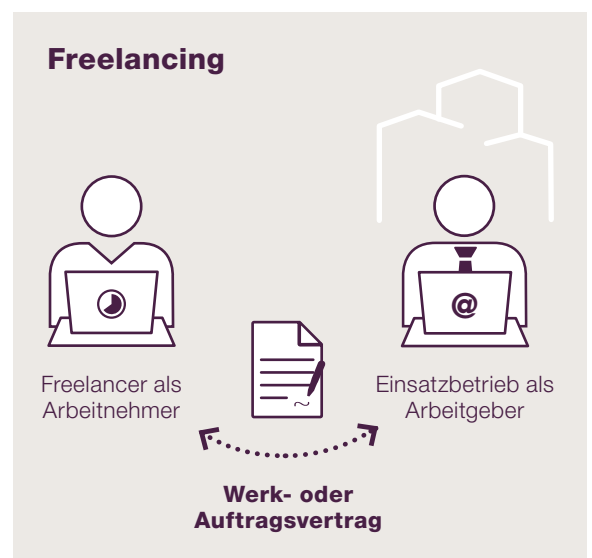 Freelancing
@
Freelancer als
Arbeitnehmer
Einsatzbetrieb als
Arbeitgeber
Werk- oder
Auftragsvertrag